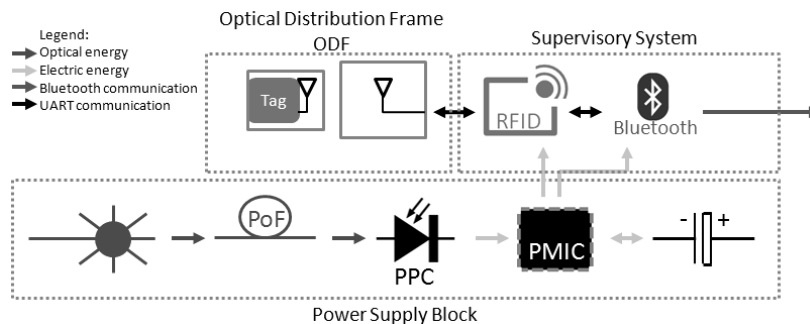 Optical Distribution Frame
ODF
Supervisory System
Legend:
Optical energy
Electric energy
Bluetooth communication
UART communication
Tag
RFID
Bluetooth
PoF
PPC
PMIC
- +
Power Supply Block